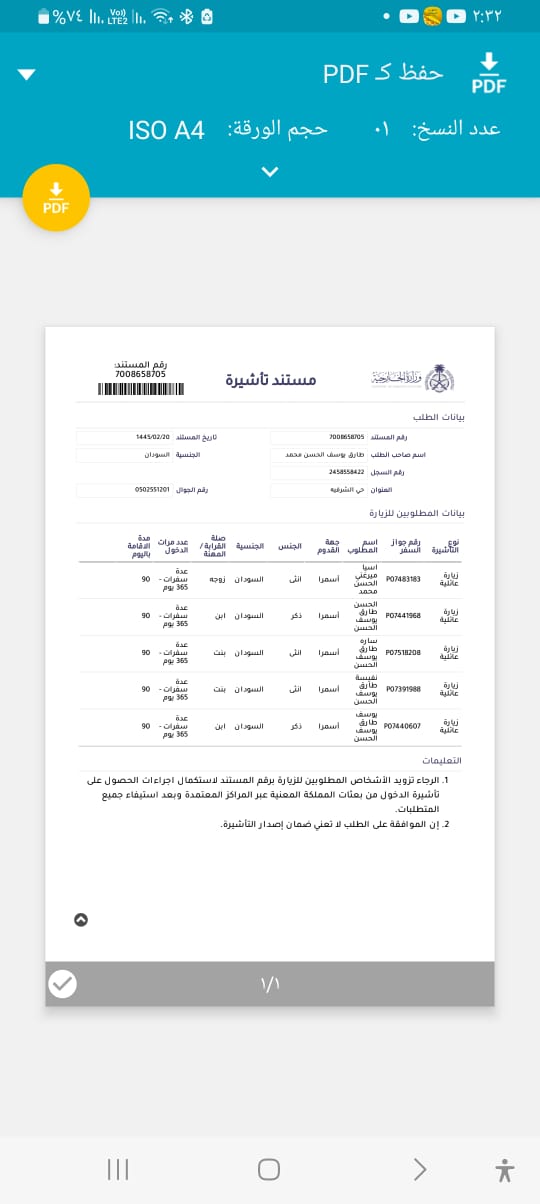 ٢:٣٢
%٧٤
Vo)) LTE2
حفظ كـ PDF
PDF
عدد النسخ: ٠١
حجم الورقة: ISO A4
PDF
وزارة الخارجية
مستند تأشيرة
رقم المستند:
7008658705
بيانات الطلب
رقم المستند 7008658705 تاريخ المستند 1445/02/20
اسم صاحب الطلب طارق يوسف الحسن محمد الجنسية السودان
رقم السجل 2458558422
العنوان حي الشرفيه رقم الجوال 0502551201
بيانات المطلوبين للزيارة
نوع التأشيرة رقم جواز السفر اسم المطلوب جهة القدوم الجنس الجنسية صلة القرابة / المهنة عدد مرات الدخول مدة الاقامة باليوم
زيارة عائلية P07483183 اسيا ميرغني الحسن محمد أسمرا انثى السودان زوجه عدة سفرات - 365 يوم 90
زيارة عائلية P07441968 الحسن طارق يوسف الحسن أسمرا ذكر السودان ابن عدة سفرات - 365 يوم 90
زيارة عائلية P07518208 ساره طارق يوسف الحسن أسمرا انثى السودان بنت عدة سفرات - 365 يوم 90
زيارة عائلية P07391988 نفيسة طارق يوسف الحسن أسمرا انثى السودان بنت عدة سفرات - 365 يوم 90
زيارة عائلية P07440607 يوسف طارق يوسف الحسن أسمرا ذكر السودان ابن عدة سفرات - 365 يوم 90
التعليمات
1. الرجاء تزويد الأشخاص المطلوبين للزيارة برقم المستند لاستكمال اجراءات الحصول على
تأشيرة الدخول من بعثات المملكة المعنية عبر المراكز المعتمدة وبعد استيفاء جميع
المتطلبات.
2. إن الموافقة على الطلب لا تعني ضمان إصدار التأشيرة.
١/١